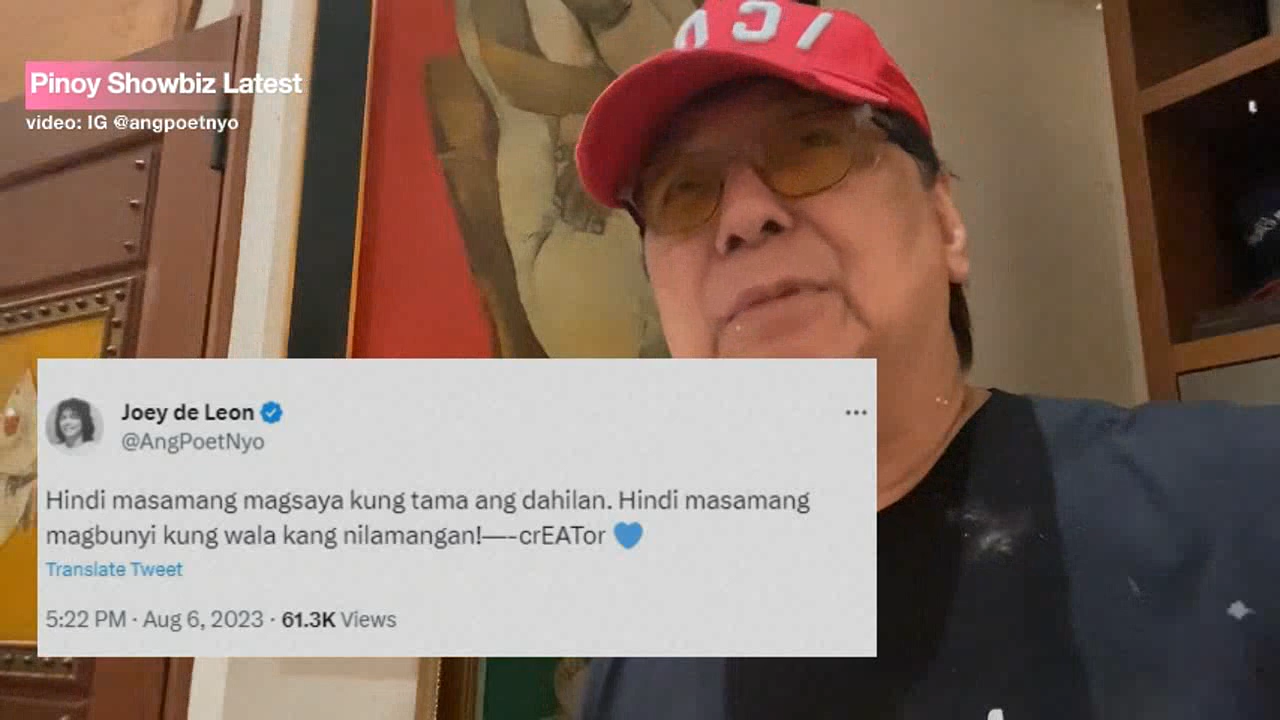 Pinoy Showbiz Latest
video: IG @angpoetnyo
Joey de Leon
@AngPoetNyo
Hindi masamang magsaya kung tama ang dahilan. Hindi masamang
magbunyi kung wala kang nilamangan!—-crEATor 💙
Translate Tweet
5:22 PM · Aug 6, 2023 · 61.3K Views